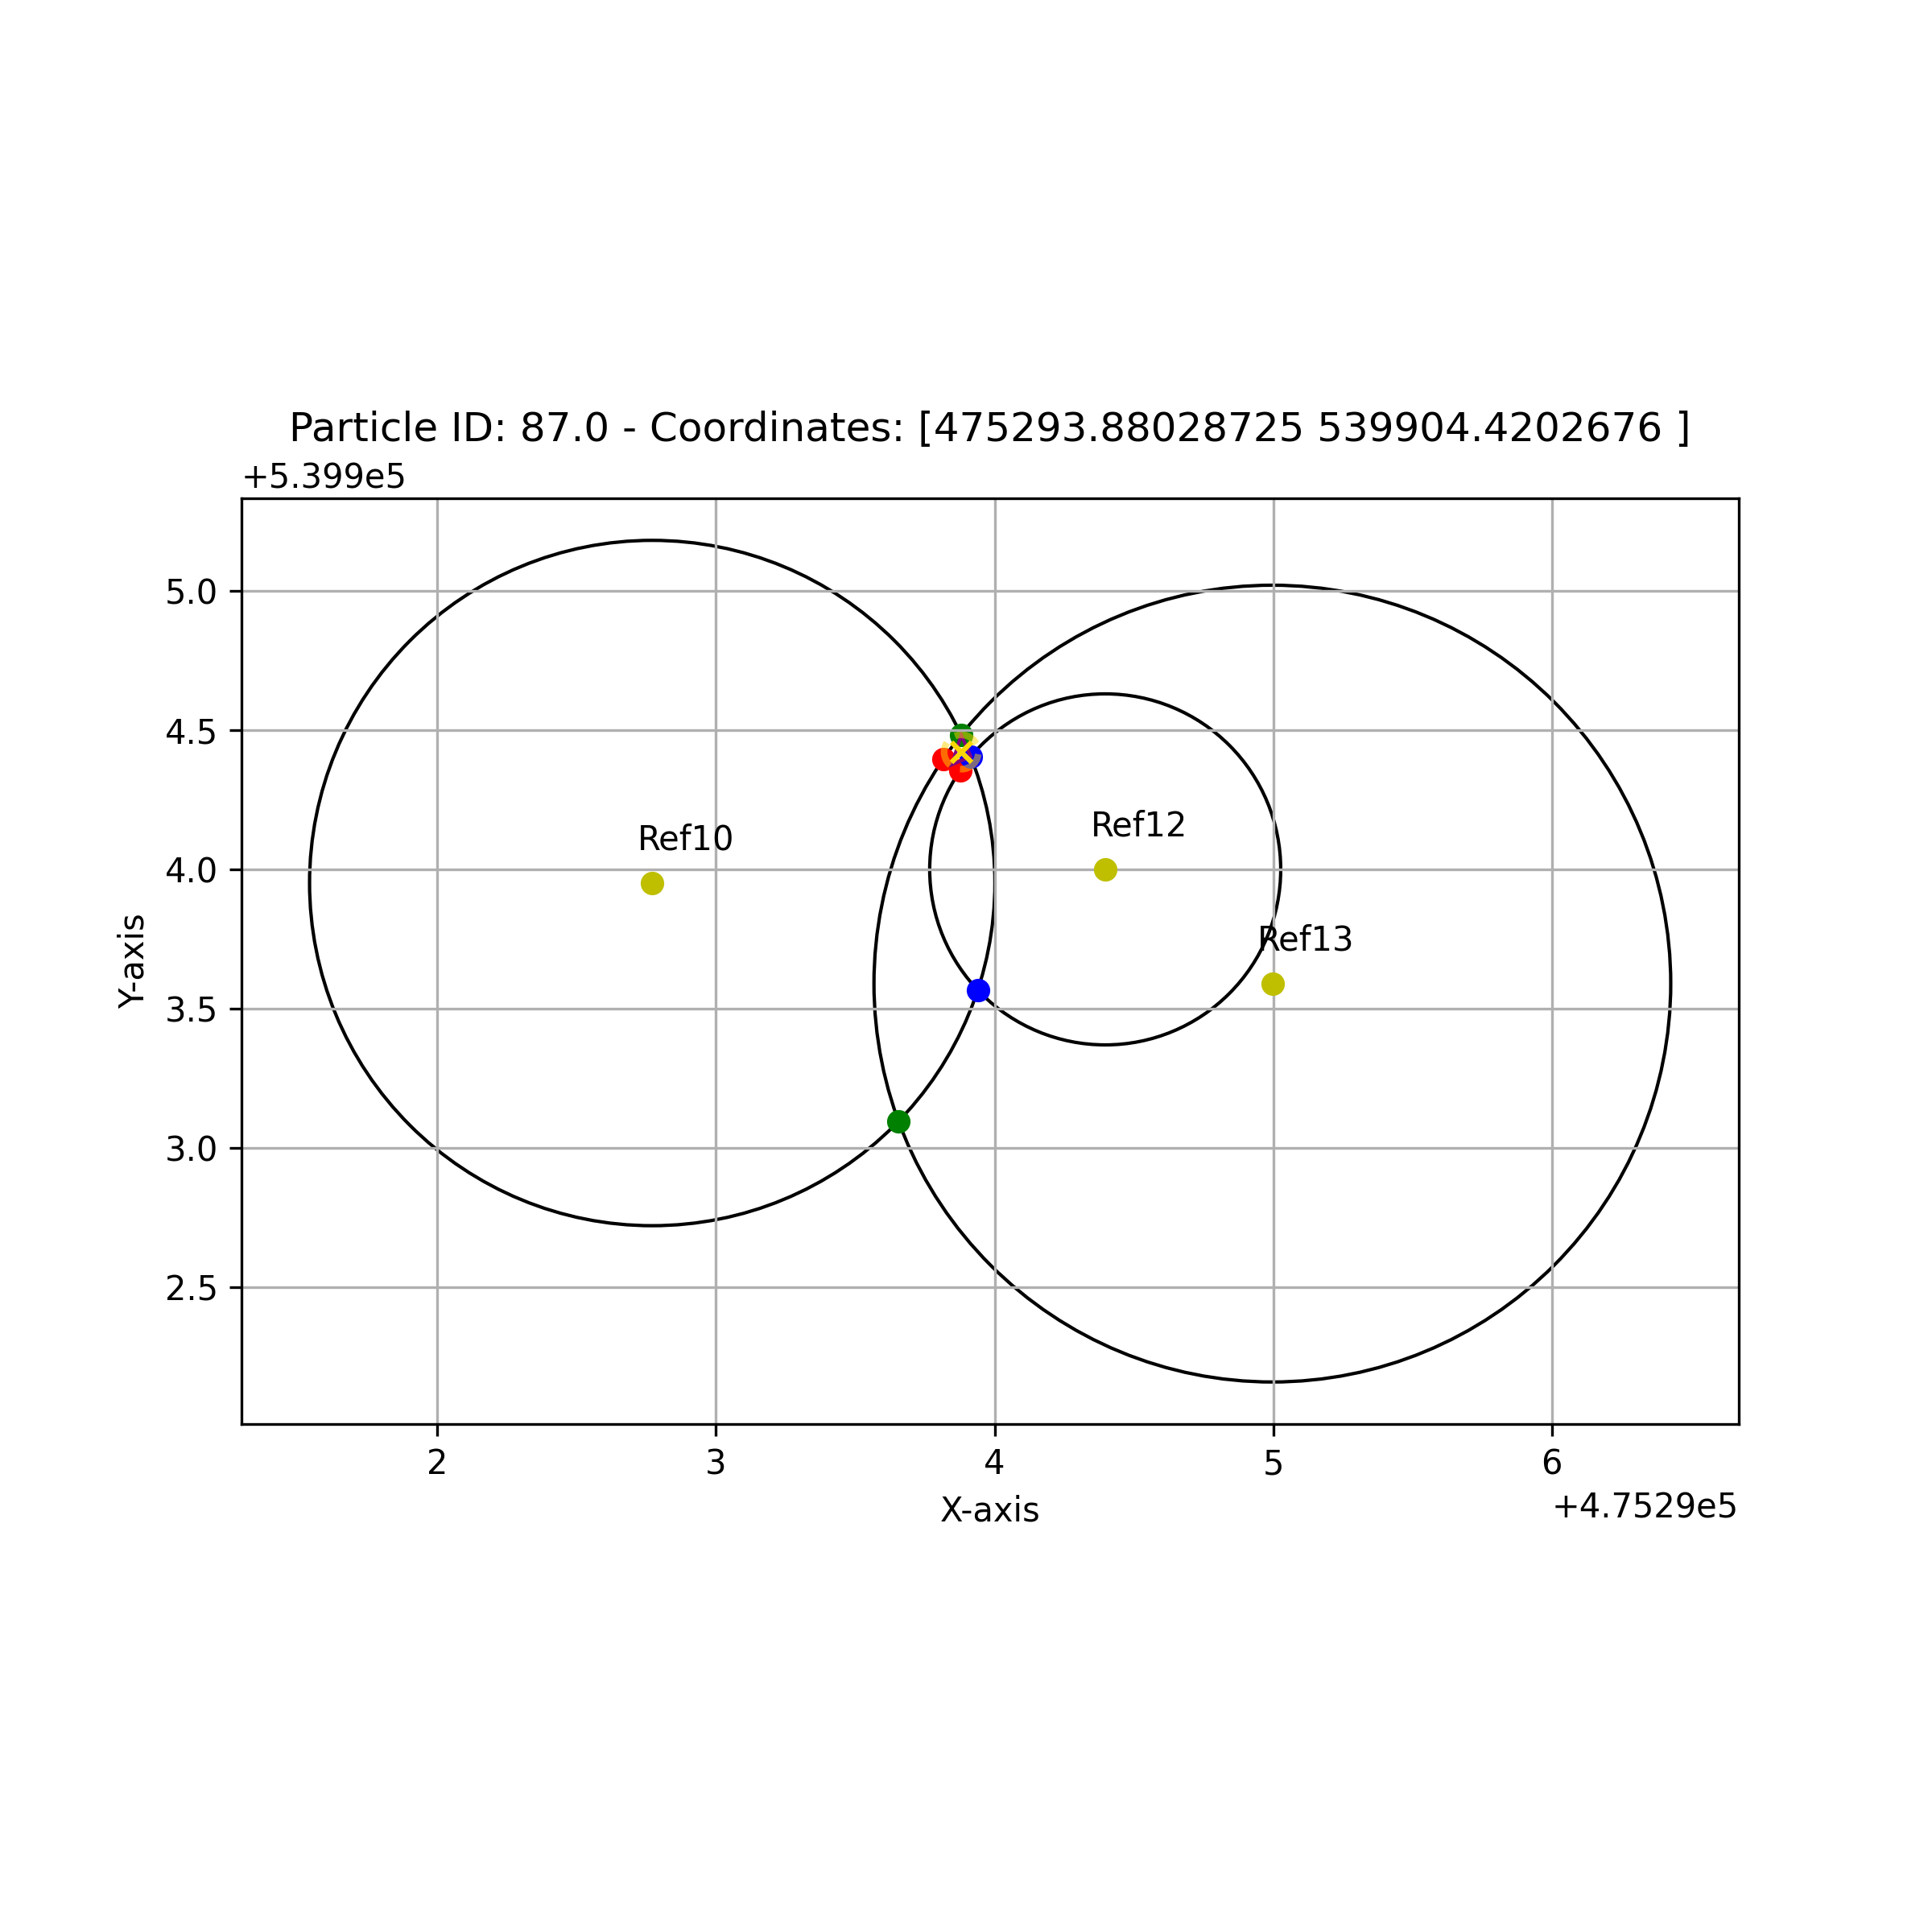 Particle ID: 87.0 - Coordinates: [475293.88028725 539904.4202676 ]
+5.399e5
5.0
4.5
4.0
3.5
3.0
2.5
Y-axis
Ref10
Ref12
Ref13
2 3 4 5 6
X-axis
+4.7529e5